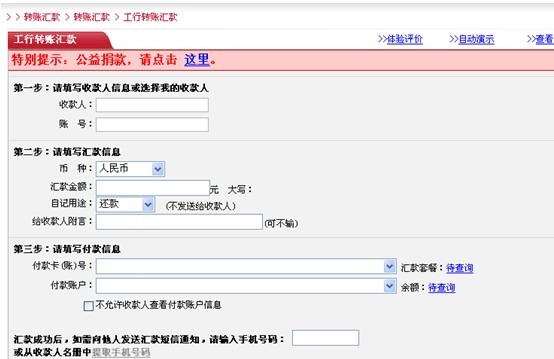 > > 转账汇款 > 转账汇款 > 工行转账汇款
工行转账汇款 >>体验评价 >>自动演示 >>查看
特别提示：公益捐款，请点击 这里。
第一步：请填写收款人信息或选择我的收款人
收款人：
账 号：
第二步：请填写汇款信息
币 种： 人民币
汇款金额： 元 大写：
自记用途： 还款 (不发送给收款人)
给收款人附言： (可不输)
第三步：请填写付款信息
付款卡(账)号： 汇款套餐：待查询
付款账户： 余额：待查询
不允许收款人查看付款账户信息
汇款成功后，如需向他人发送汇款短信通知，请输入手机号码：
或从收款人名册中提取手机号码